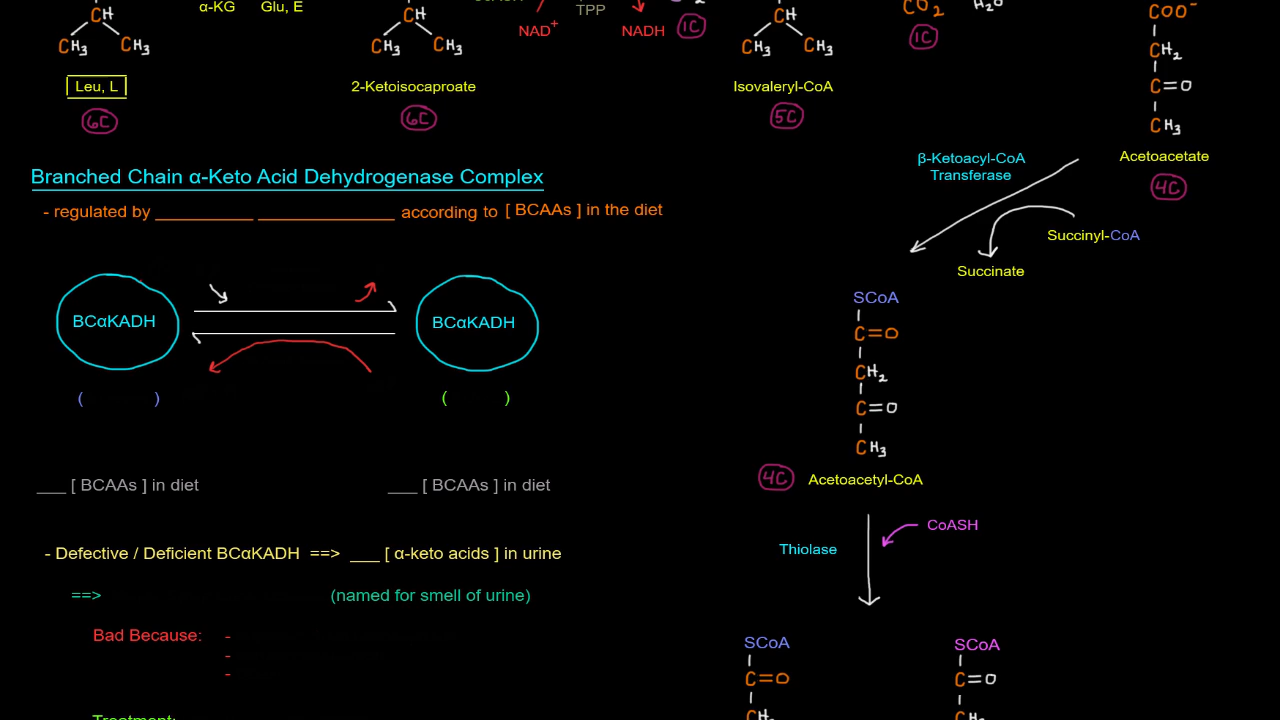 α-KG Glu, E
TPP
NAD+ NADH 1C
CH CH CH
CH3 CH3 CH3 CH3 CH3 CH3
CO2 H2O
1C
COO-
CH2
C=O
CH3
Leu, L 2-Ketoisocaproate Isovaleryl-CoA
6C 6C 5C
Acetoacetate
4C
β-Ketoacyl-CoA
Transferase
Succinyl-CoA
Succinate
Branched Chain α-Keto Acid Dehydrogenase Complex
- regulated by __________ ______________ according to [ BCAAs ] in the diet
BCαKADH BCαKADH
( ) ( )
___ [ BCAAs ] in diet ___ [ BCAAs ] in diet
- Defective / Deficient BCαKADH ==> ___ [ α-keto acids ] in urine
==> (named for smell of urine)
Bad Because: -
-
-
Treatment:
SCoA
C=O
CH2
C=O
CH3
4C Acetoacetyl-CoA
CoASH
Thiolase
SCoA SCoA
C=O C=O